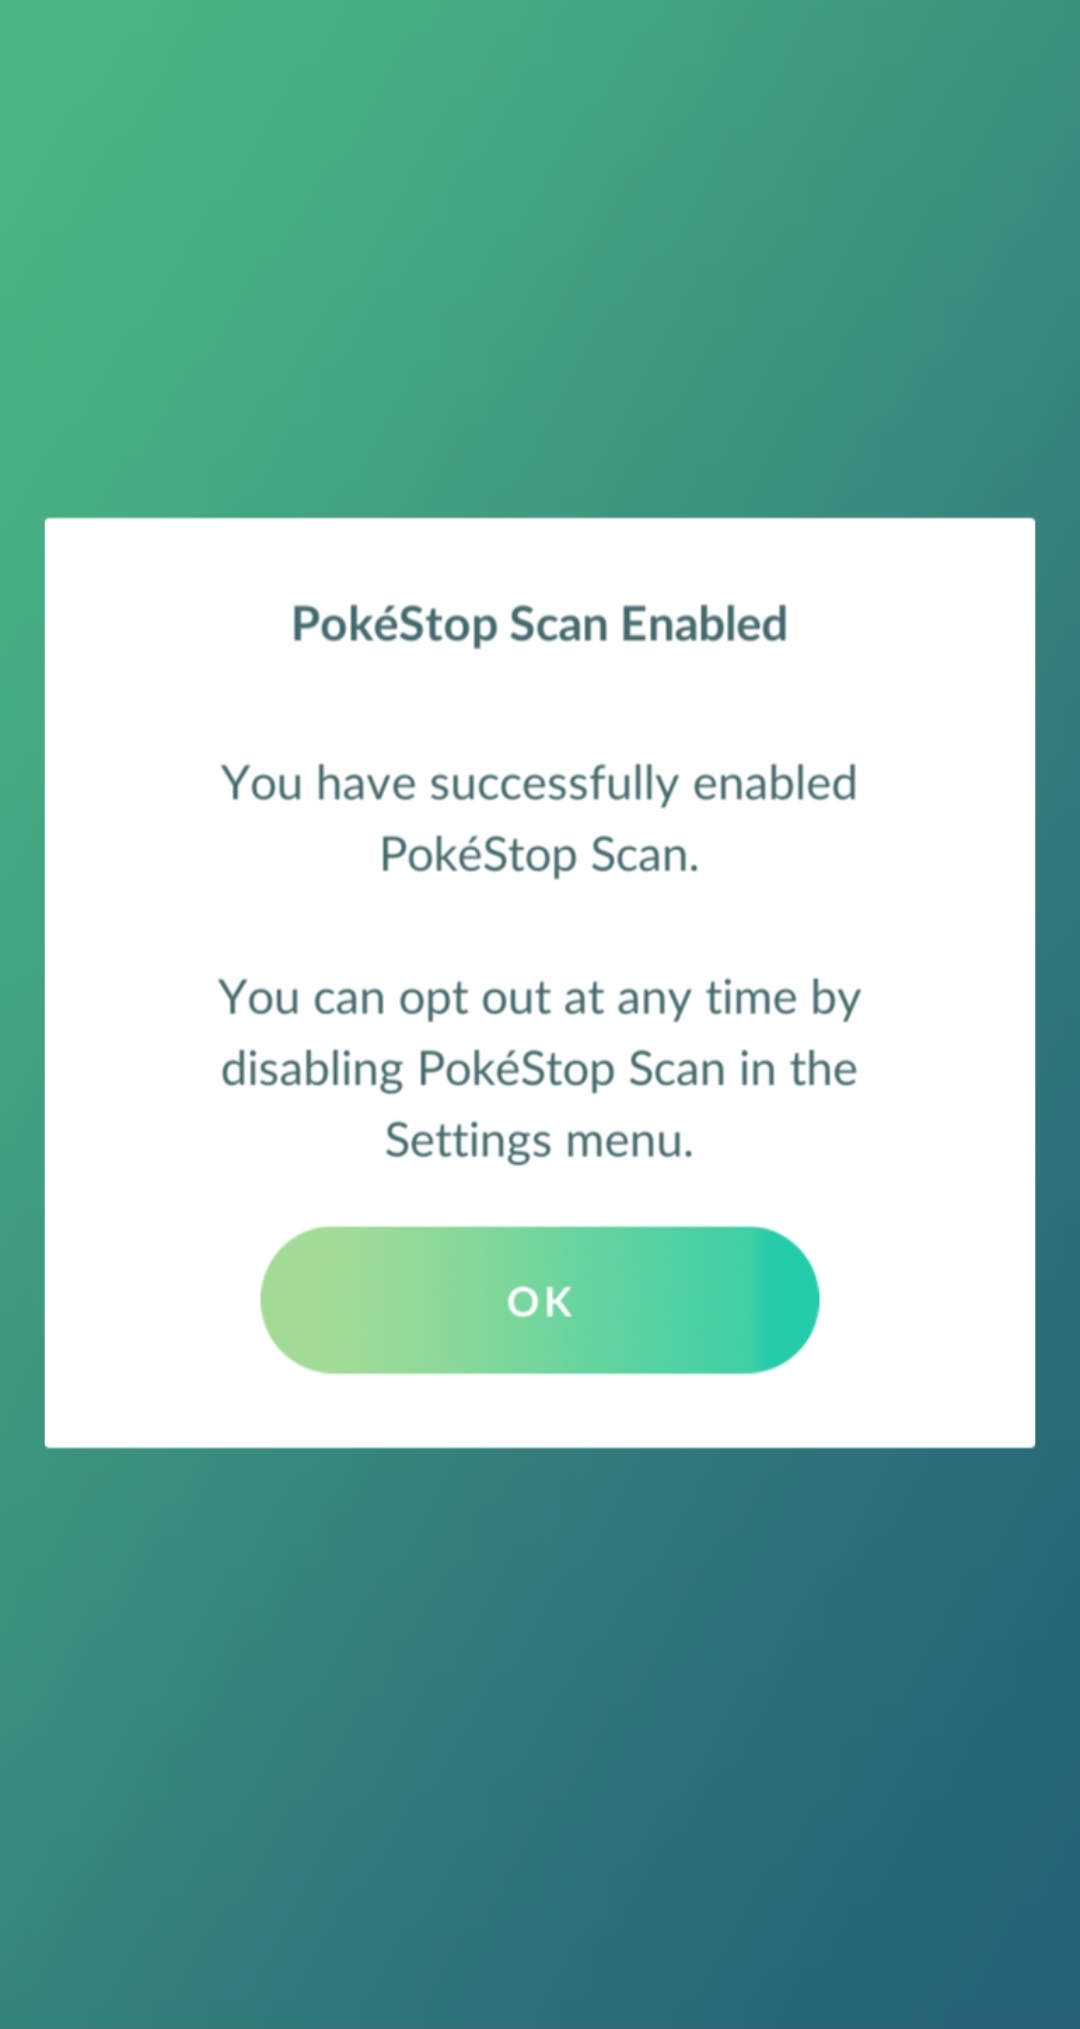 PokéStop Scan Enabled
You have successfully enabled
PokéStop Scan.
You can opt out at any time by
disabling PokéStop Scan in the
Settings menu.
OK